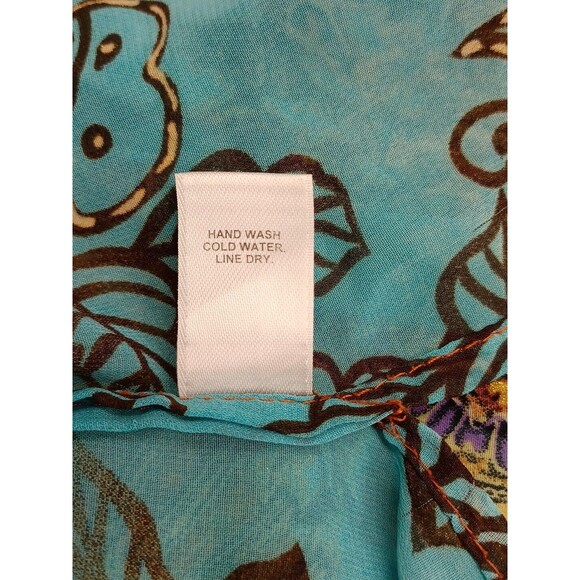 HAND WASH
COLD WATER.
LINE DRY.